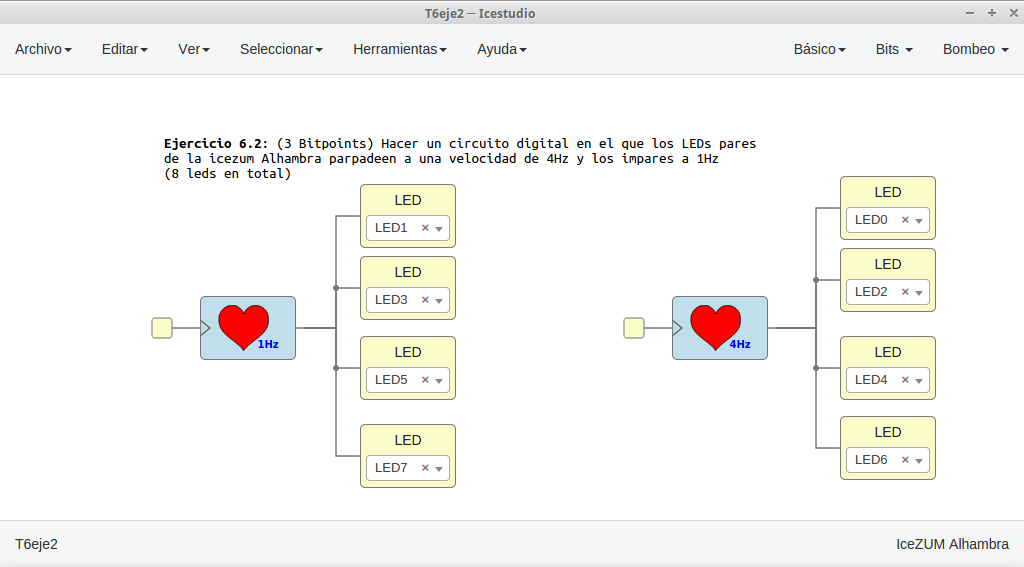 T6eje2 — Icestudio
Archivo Editar Ver Seleccionar Herramientas Ayuda Básico Bits Bombeo
Ejercicio 6.2: (3 Bitpoints) Hacer un circuito digital en el que los LEDs pares
de la icezum Alhambra parpadeen a una velocidad de 4Hz y los impares a 1Hz
(8 leds en total)
LED
LED1
LED
LED3
LED
LED5
LED
LED7
1Hz
LED
LED0
LED
LED2
LED
LED4
LED
LED6
4Hz
T6eje2
IceZUM Alhambra